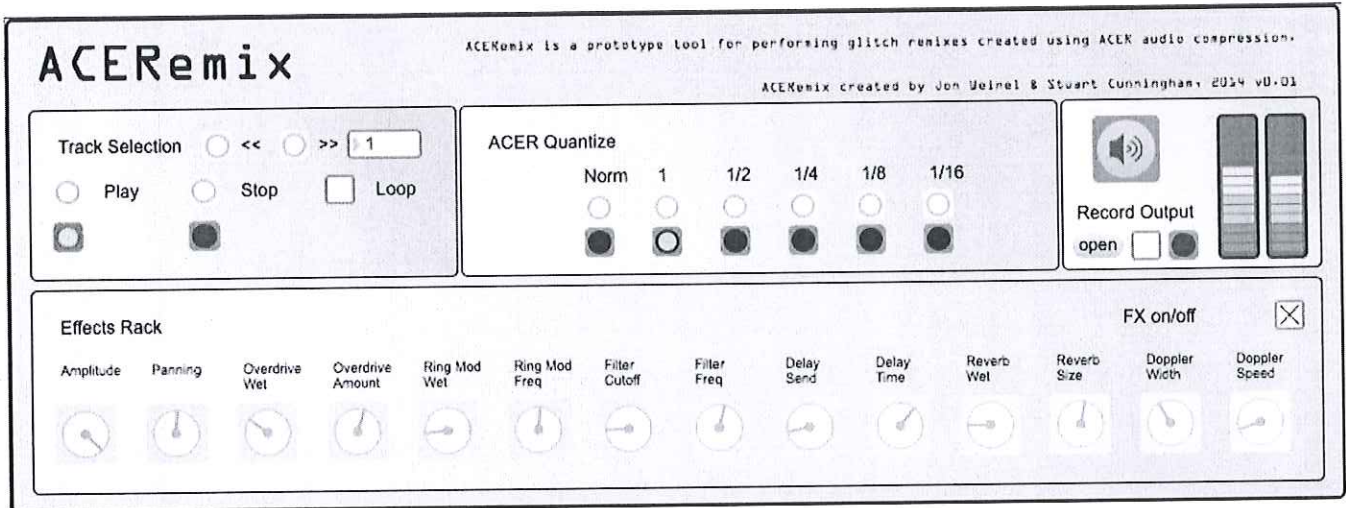 ACERemix
ACERemix is a prototype tool for performing glitch remixes created using ACER audio compression.
ACERemix created by Jon Weinel & Stuart Cunningham, 2014 v0.01
Track Selection << >> 1
Play Stop Loop
ACER Quantize
Norm 1 1/2 1/4 1/8 1/16
Record Output
open
Effects Rack
FX on/off
Amplitude Panning Overdrive Wet Overdrive Amount Ring Mod Wet Ring Mod Freq Filter Cutoff Filter Freq Delay Send Delay Time Reverb Wet Reverb Size Doppler Width Doppler Speed